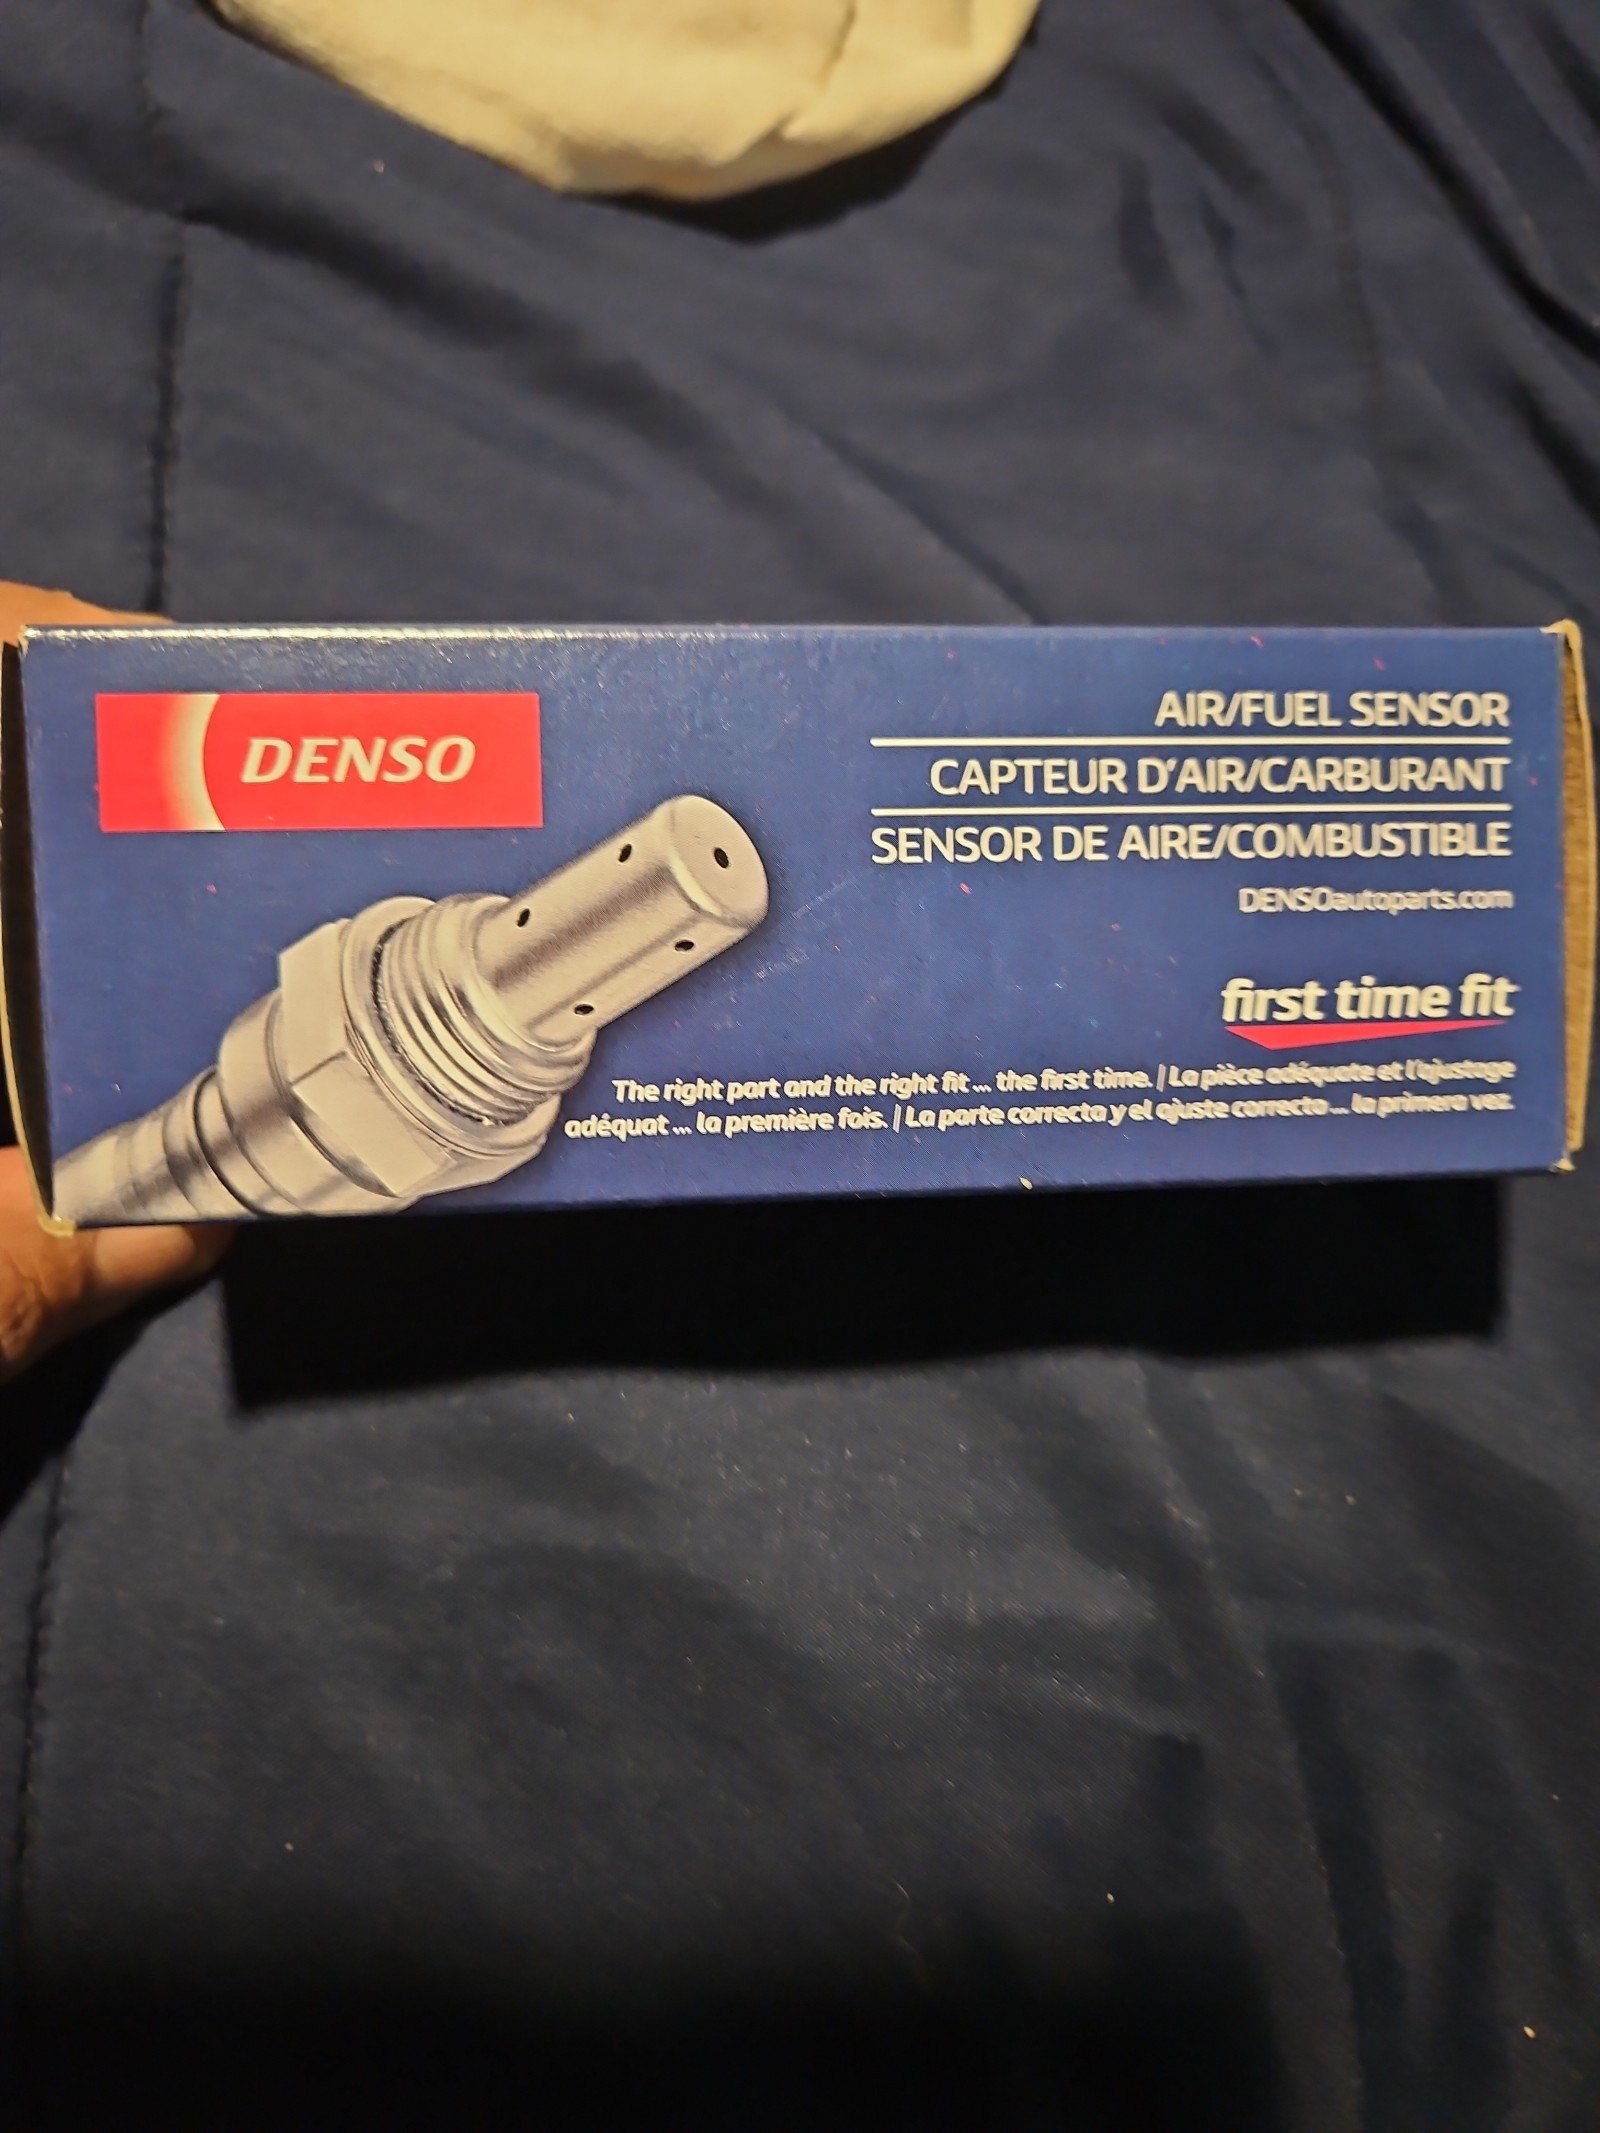 DENSO
AIR/FUEL SENSOR
CAPTEUR D'AIR/CARBURANT
SENSOR DE AIRE/COMBUSTIBLE
DENSOautoparts.com
first time fit
The right part and the right fit ... the first time. | La pièce adéquate et l'ajustage
adéquat ... la première fois. | La parte correcta y el ajuste correcto ... la primera vez.